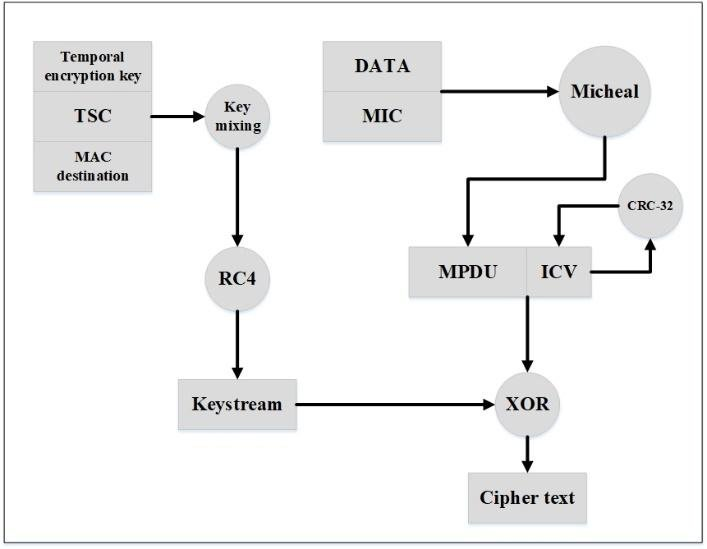 Temporal
encryption key
TSC
MAC
destination
Key
mixing
DATA
MIC
Micheal
CRC-32
RC4
MPDU
ICV
Keystream
XOR
Cipher text